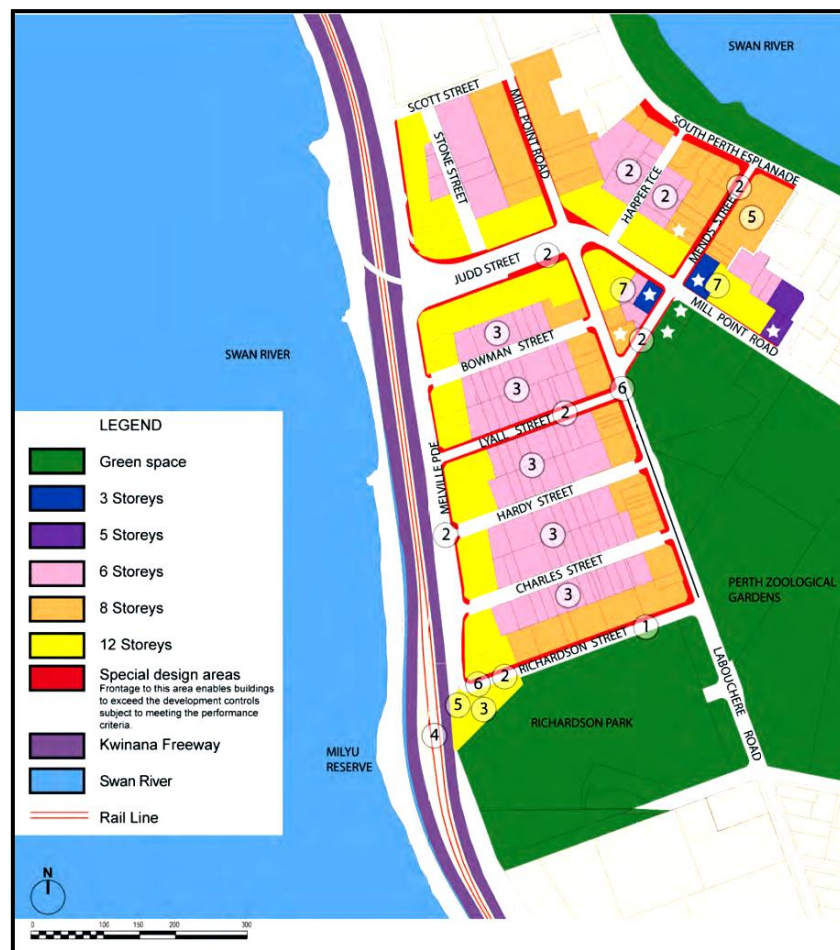 SWAN RIVER
SCOTT STREET
STONE STREET
MILL POINT ROAD
SOUTH PERTH ESPLANADE
HARPER TCE
2
2
2
5
MENDS STREET
JUDD STREET
2
7
7
MILL POINT ROAD
2
3
BOWMAN STREET
SWAN RIVER
3
6
LYALL STREET
2
MELVILLE PDE
3
HARDY STREET
2
3
CHARLES STREET
3
PERTH ZOOLOGICAL
GARDENS
1
RICHARDSON STREET
6
2
5
3
4
LABOUCHERE ROAD
RICHARDSON PARK
MILYU
RESERVE
LEGEND
Green space
3 Storeys
5 Storeys
6 Storeys
8 Storeys
12 Storeys
Special design areas
Frontage to this area enables buildings
to exceed the development controls
subject to meeting the performance
criteria.
Kwinana Freeway
Swan River
Rail Line
N
0 100 150 200 300